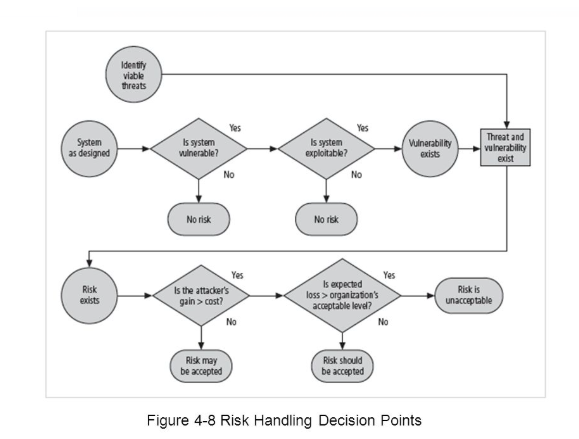 Identify
viable
threats
System
as designed
Is system
vulnerable?
Yes
No
No risk
Is system
exploitable?
Yes
No
No risk
Vulnerability
exists
Threat and
vulnerability
exist
Risk
exists
Is the attacker's
gain > cost?
Yes
No
Risk may
be accepted
Is expected
loss > organization's
acceptable level?
Yes
No
Risk should
be accepted
Risk is
unacceptable
Figure 4-8 Risk Handling Decision Points